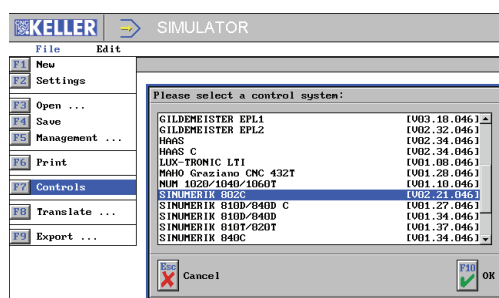 KELLER SIMULATOR
File Edit
F1 New
F2 Settings
F3 Open ...
F4 Save
F5 Management ...
F6 Print
F7 Controls
F8 Translate ...
F9 Export ...
Please select a control system:
GILDEMEISTER EPL1 [V03.18.046]
GILDEMEISTER EPL2 [V02.32.046]
HAAS [V02.34.046]
HAAS C [V02.34.046]
LUX-TRONIC LTI [V01.08.046]
MAHO Graziano CNC 432T [V01.28.046]
NUM 1020/1040/1060T [V01.10.046]
SINUMERIK 802C [V02.21.046]
SINUMERIK 810D/840D C [V01.27.046]
SINUMERIK 810D/840D [V01.34.046]
SINUMERIK 810T/820T [V01.37.046]
SINUMERIK 840C [V01.34.046]
Esc Cancel
F10 OK